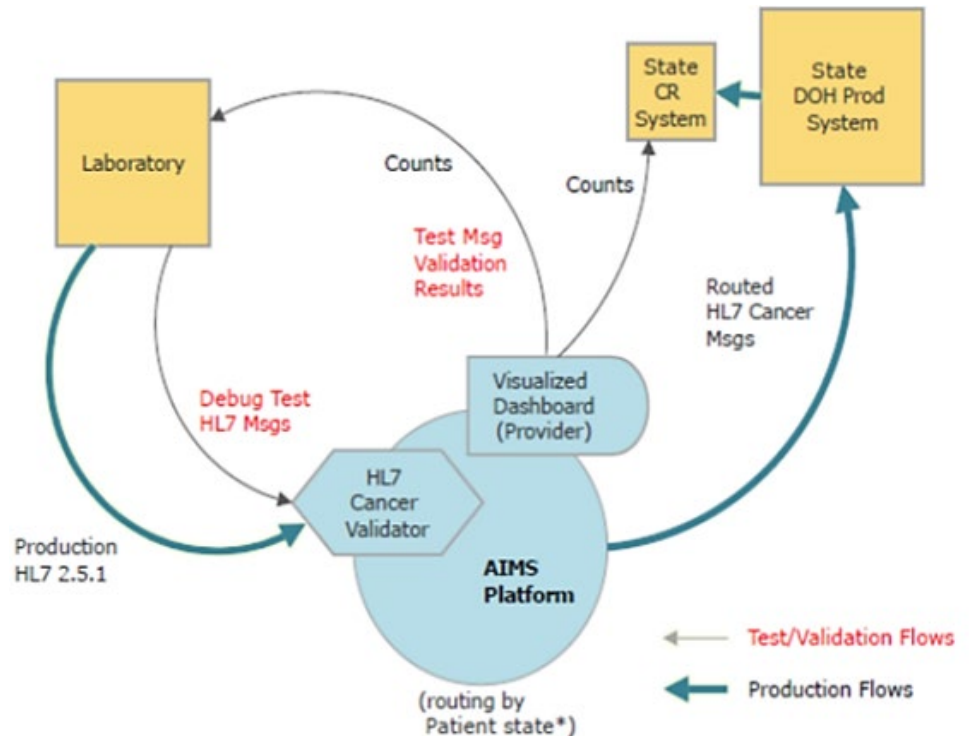 State
CR
System
State
DOH Prod
System
Laboratory
Counts
Counts
Test Msg
Validation
Results
Routed
HL7 Cancer
Msgs
Visualized
Dashboard
(Provider)
Debug Test
HL7 Msgs
HL7
Cancer
Validator
Production
HL7 2.5.1
AIMS
Platform
Test/Validation Flows
Production Flows
(routing by
Patient state*)